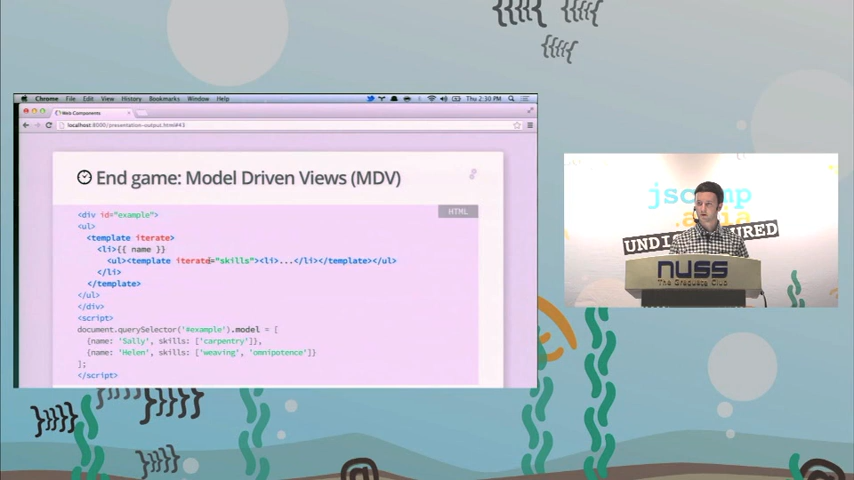 Chrome File Edit View History Bookmarks Window Help Thu 2:30 PM
Web Components
localhost:8000/presentation-output.html#43
End game: Model Driven Views (MDV)
HTML
<div id="example">
<ul>
<template iterate>
<li>{{ name }}
<ul><template iterate="skills"><li>...</li></template></ul>
</li>
</template>
</ul>
</div>
<script>
document.querySelector('#example').model = [
{name: 'Sally', skills: ['carpentry']},
{name: 'Helen', skills: ['weaving', 'omnipotence']}
];
</script>
jsconf
.asia
NUSS
The Graduate Club
{{{{
{{{{
{{{{
}}}}
}}}}
}}}}
}}}}
@
@